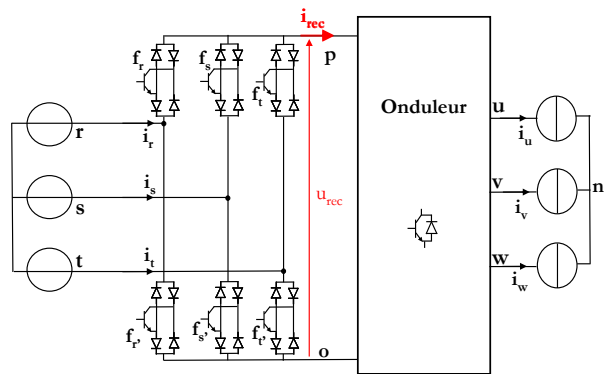 i_rec
p
f_r
f_s
f_t
Onduleur
r
i_r
u
i_u
s
i_s
u_rec
v
i_v
n
t
i_t
w
i_w
f_r'
f_s'
f_t'
o